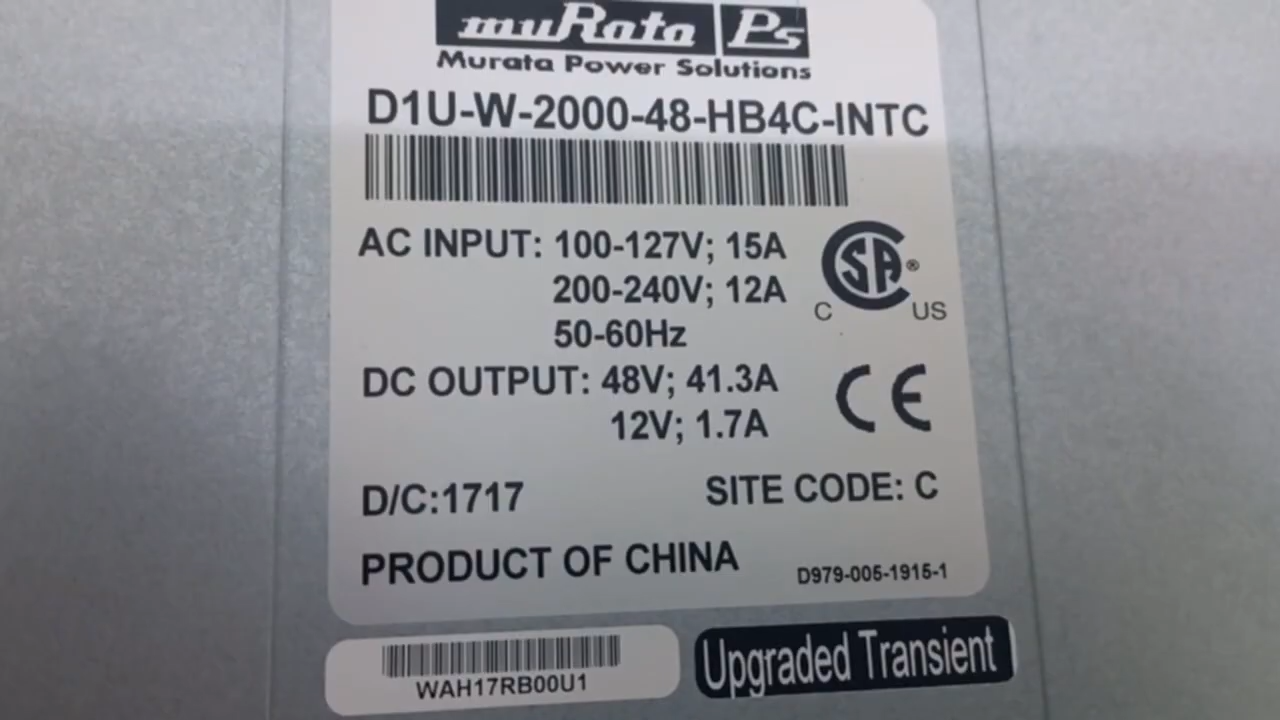 muRata Ps
Murata Power Solutions
D1U-W-2000-48-HB4C-INTC
AC INPUT: 100-127V; 15A
200-240V; 12A
50-60Hz
CSA®
C US
DC OUTPUT: 48V; 41.3A
12V; 1.7A
CE
D/C:1717 SITE CODE: C
PRODUCT OF CHINA
D979-005-1915-1
WAH17RB00U1
Upgraded Transient